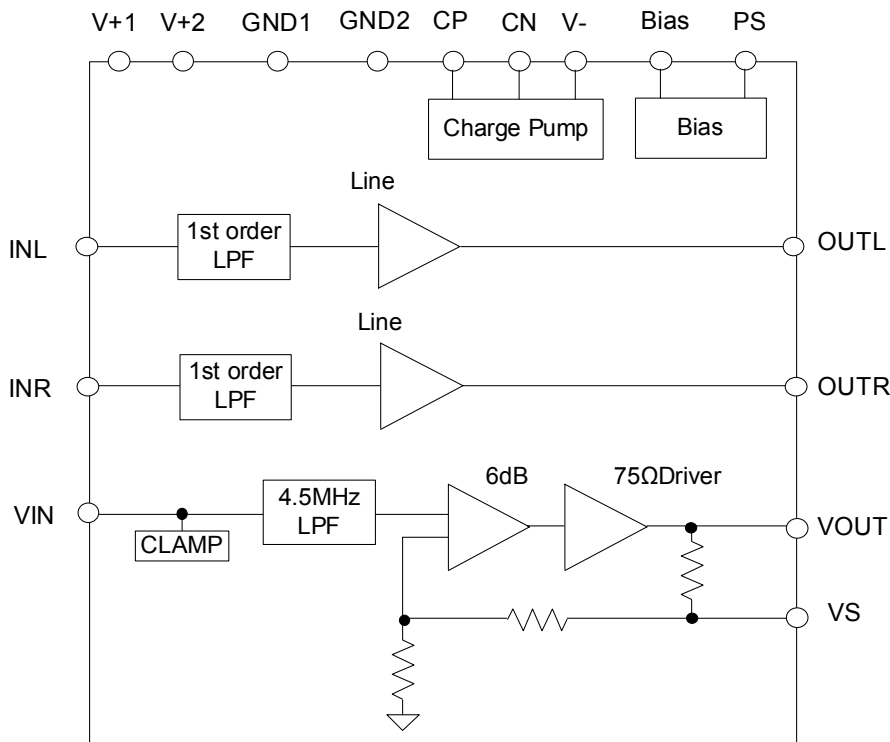 V+1 V+2 GND1 GND2 CP CN V- Bias PS
Charge Pump
Bias
Line
INL
1st order
LPF
OUTL
Line
INR
1st order
LPF
OUTR
6dB
75ΩDriver
VIN
4.5MHz
LPF
VOUT
CLAMP
VS